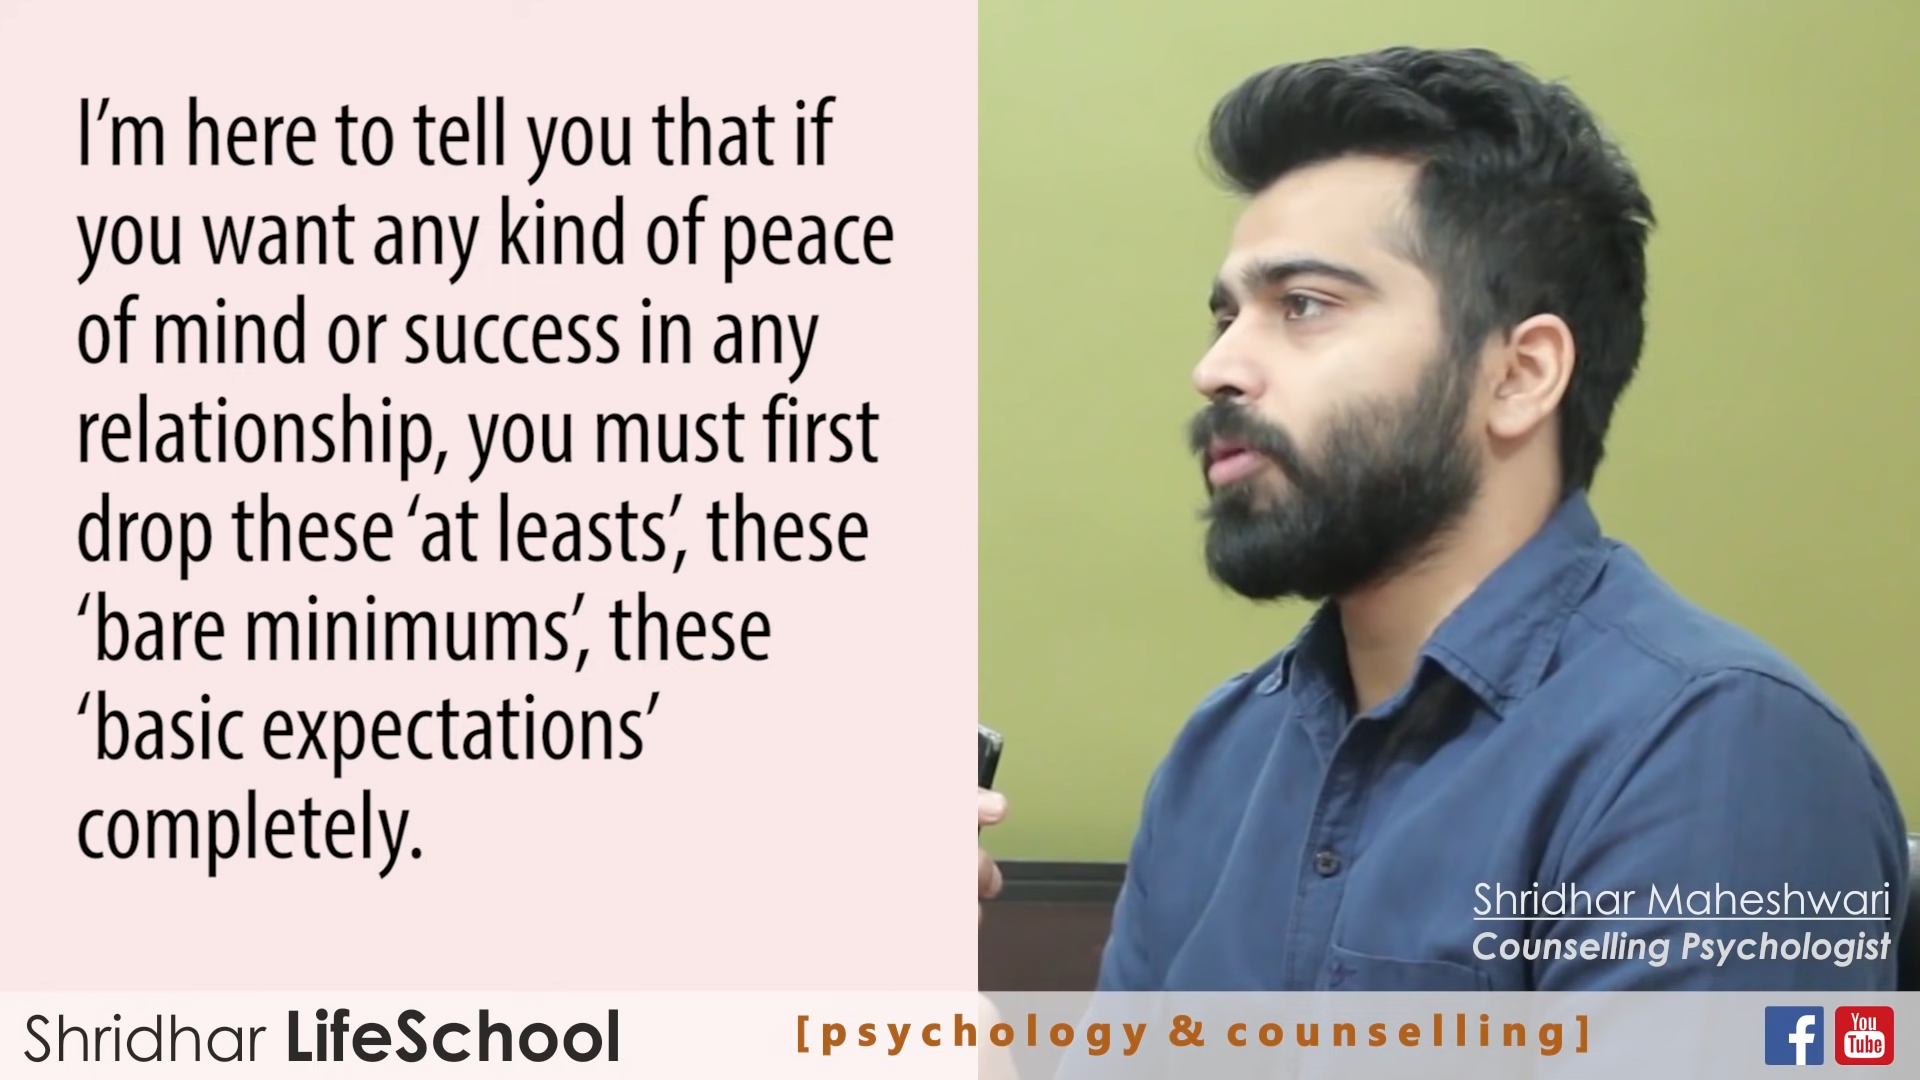 I’m here to tell you that if
you want any kind of peace
of mind or success in any
relationship, you must first
drop these ‘at leasts’, these
‘bare minimums’, these
‘basic expectations’
completely.
Shridhar Maheshwari
Counselling Psychologist
Shridhar LifeSchool
[psychology & counselling]
f
You
Tube